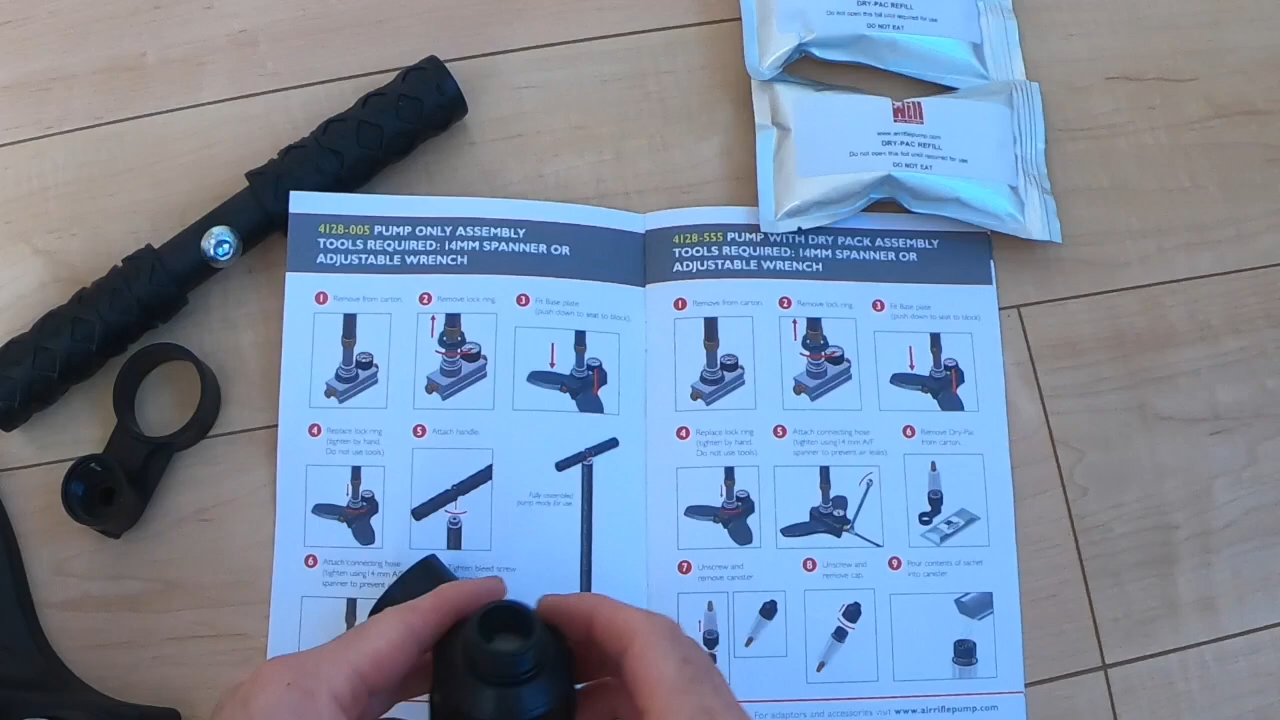 DRY-PAC REFILL
Do not open this foil until required for use
DO NOT EAT
Hill
www.airriflepump.com
DRY-PAC REFILL
Do not open this foil until required for use
DO NOT EAT
4128-005 PUMP ONLY ASSEMBLY
TOOLS REQUIRED: 14MM SPANNER OR
ADJUSTABLE WRENCH
1 Remove from carton.
2 Remove lock ring.
3 Fit Base plate
(push down to seat to block).
4 Replace lock ring
(tighten by hand.
Do not use tools).
5 Attach handle.
Fully assembled
pump ready for use.
6 Attach connecting hose
(tighten using 14 mm A/F
spanner to prevent
Tighten bleed screw
4128-555 PUMP WITH DRY PACK ASSEMBLY
TOOLS REQUIRED: 14MM SPANNER OR
ADJUSTABLE WRENCH
1 Remove from carton.
2 Remove lock ring.
3 Fit Base plate
(push down to seat to block).
4 Replace lock ring
(tighten by hand.
Do not use tools).
5 Attach connecting hose
(tighten using 14 mm A/F
spanner to prevent air leaks).
6 Remove Dry-Pac
from carton.
7 Unscrew and
remove canister
8 Unscrew and
remove cap.
9 Pour contents of sachet
into canister.
For adaptors and accessories visit www.airriflepump.com